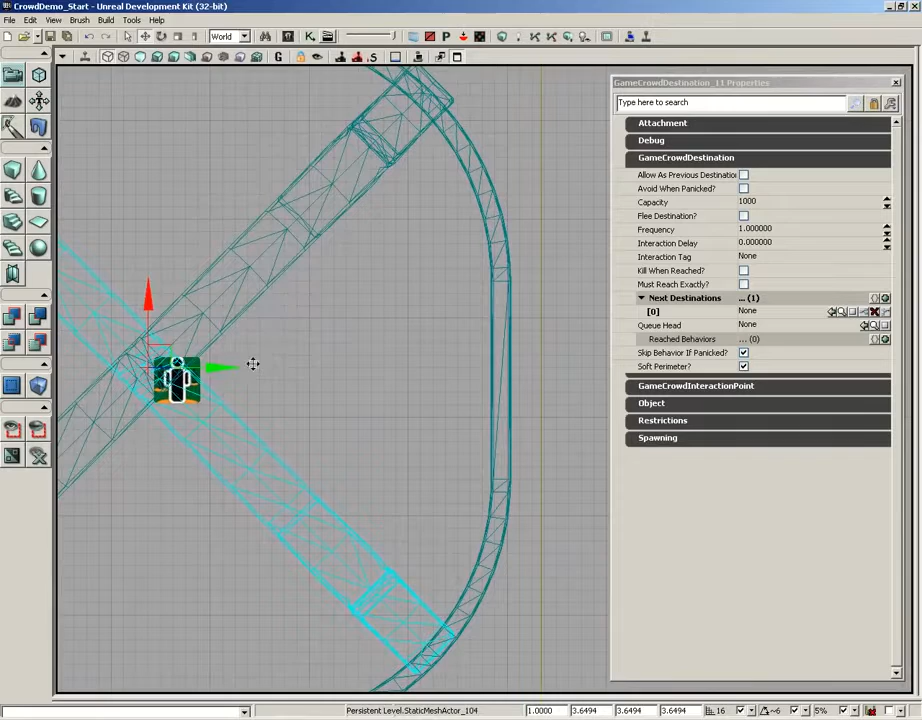 CrowdDemo_Start - Unreal Development Kit (32-bit)
File Edit View Brush Build Tools Help
World
GameCrowdDestination_11 Properties
Type here to search
Attachment
Debug
GameCrowdDestination
Allow As Previous Destination
Avoid When Panicked?
Capacity 1000
Flee Destination?
Frequency 1.000000
Interaction Delay 0.000000
Interaction Tag None
Kill When Reached?
Must Reach Exactly?
Next Destinations ... (1)
[0] None
Queue Head None
Reached Behaviors ... (0)
Skip Behavior If Panicked?
Soft Perimeter?
GameCrowdInteractionPoint
Object
Restrictions
Spawning
Persistent Level.StaticMeshActor_104 1.0000 3.6494 3.6494 3.6494 16 ~6 5%